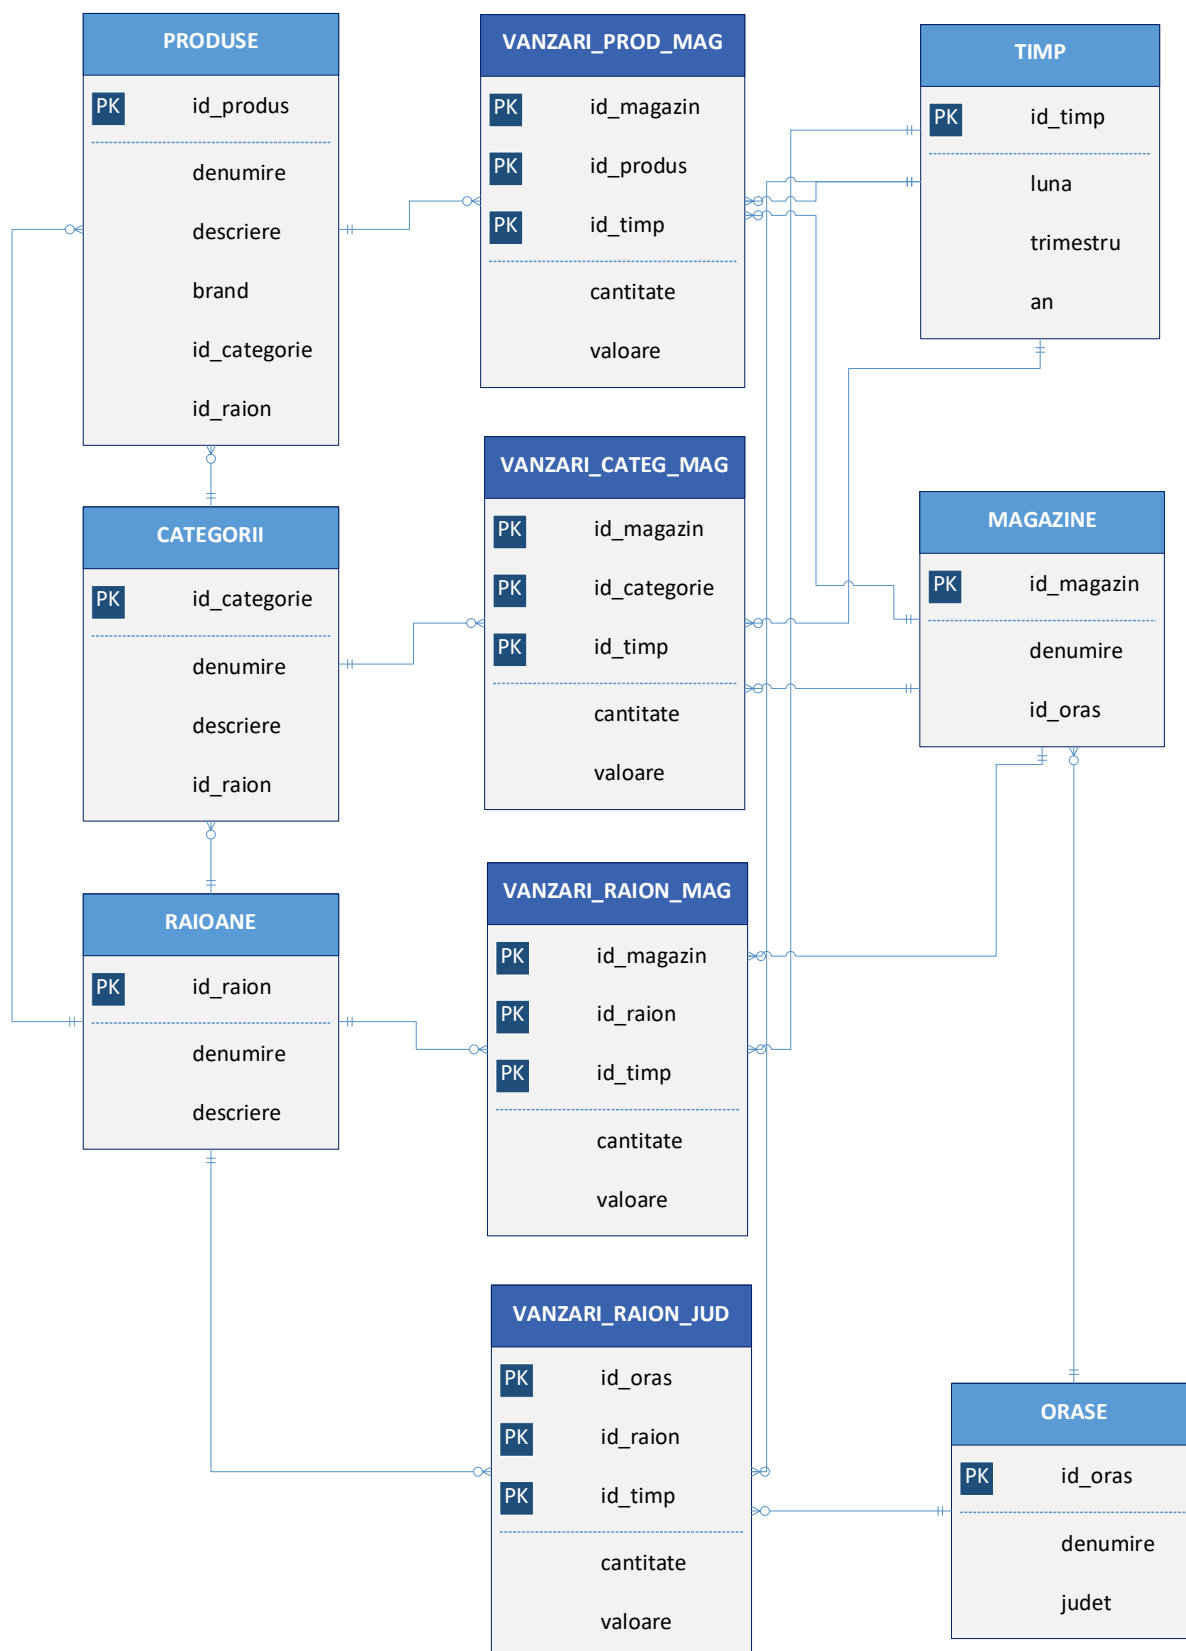 PRODUSE
PK id_produs
denumire
descriere
brand
id_categorie
id_raion
VANZARI_PROD_MAG
PK id_magazin
PK id_produs
PK id_timp
cantitate
valoare
TIMP
PK id_timp
luna
trimestru
an
CATEGORII
PK id_categorie
denumire
descriere
id_raion
VANZARI_CATEG_MAG
PK id_magazin
PK id_categorie
PK id_timp
cantitate
valoare
MAGAZINE
PK id_magazin
denumire
id_oras
RAIOANE
PK id_raion
denumire
descriere
VANZARI_RAION_MAG
PK id_magazin
PK id_raion
PK id_timp
cantitate
valoare
VANZARI_RAION_JUD
PK id_oras
PK id_raion
PK id_timp
cantitate
valoare
ORASE
PK id_oras
denumire
judet